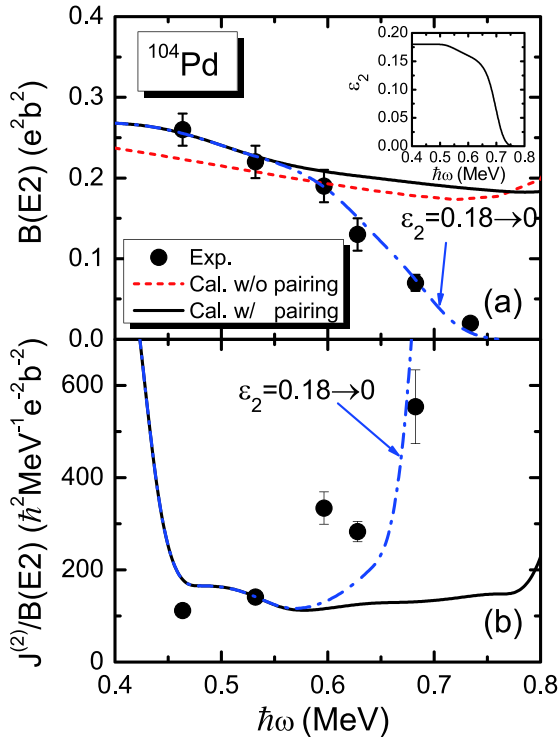 0.4
0.3
0.2
0.1
0.0
B(E2) (e²b²)
¹⁰⁴Pd
0.20
0.15
0.10
0.05
0.00
ε₂
0.4 0.5 0.6 0.7 0.8
ħω (MeV)
ε₂=0.18→0
Exp.
Cal. w/o pairing
Cal. w/ pairing
(a)
600
400
200
0
J⁽²⁾/B(E2) (ħ²MeV⁻¹e⁻²b⁻²)
ε₂=0.18→0
(b)
0.4 0.5 0.6 0.7 0.8
ħω (MeV)